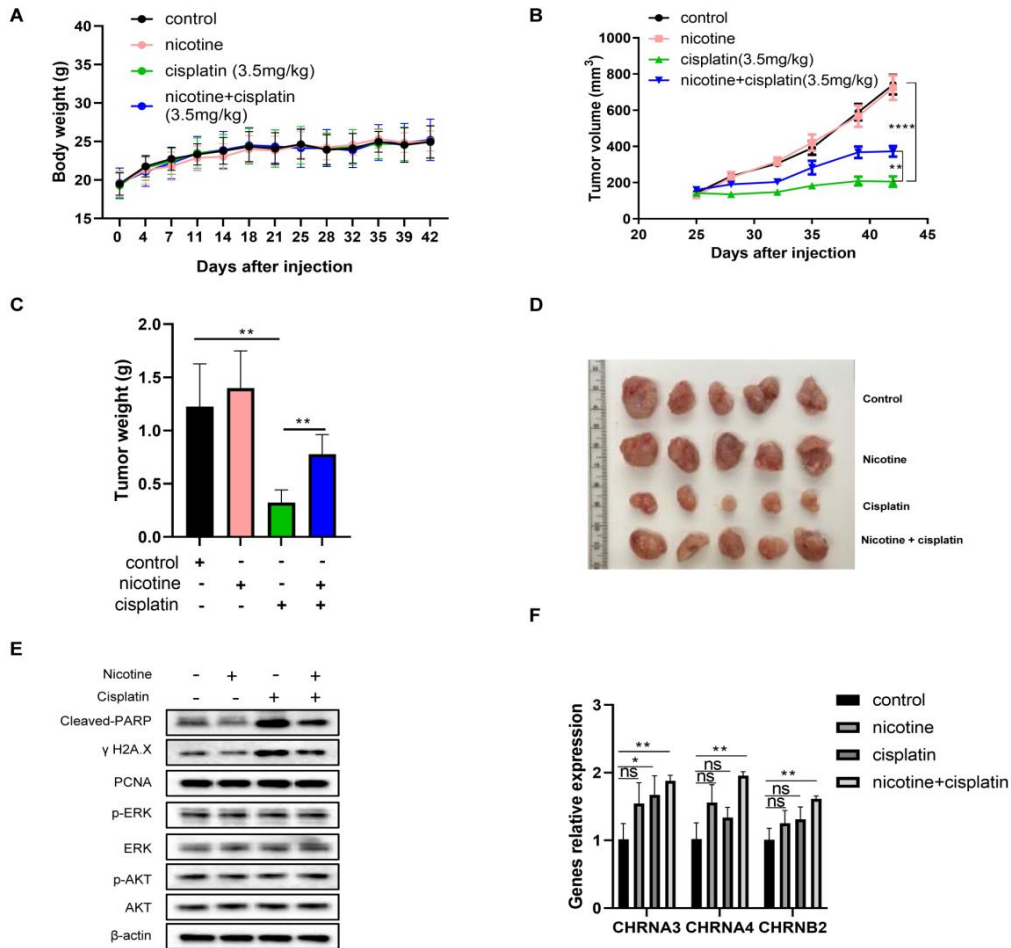 A
control
nicotine
cisplatin (3.5mg/kg)
nicotine+cisplatin
(3.5mg/kg)
Body weight (g)
30
25
20
15
0 4 7 11 14 18 21 25 28 32 35 39 42
Days after injection
B
control
nicotine
cisplatin(3.5mg/kg)
nicotine+cisplatin(3.5mg/kg)
Tumor volume (mm³)
1000
800
600
400
200
0
20 25 30 35 40 45
Days after injection
****
**
C
Tumor weight (g)
2.0
1.5
1.0
0.5
0.0
**
**
control + - - -
nicotine - + - +
cisplatin - - + +
D
Control
Nicotine
Cisplatin
Nicotine + cisplatin
E
Nicotine - + - +
Cisplatin - - + +
Cleaved-PARP
γ H2A.X
PCNA
p-ERK
ERK
p-AKT
AKT
β-actin
F
control
nicotine
cisplatin
nicotine+cisplatin
Genes relative expression
3
2
1
0
**
*
ns
**
ns
ns
**
ns
ns
CHRNA3 CHRNA4 CHRNB2